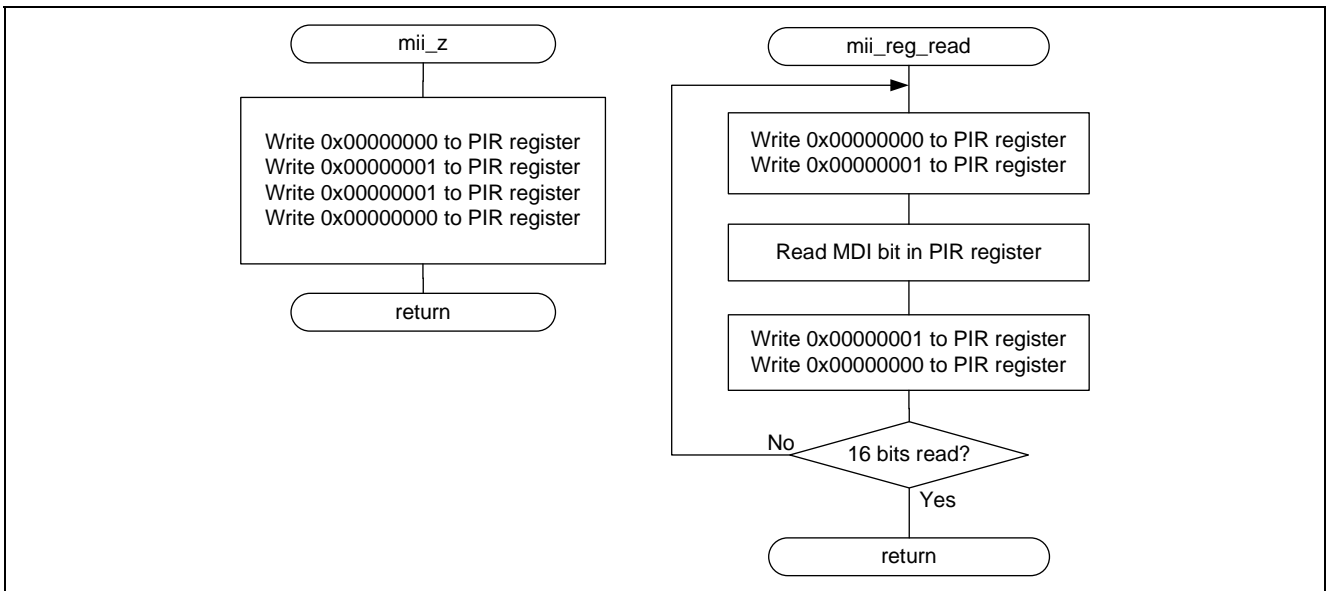 mii_z
Write 0x00000000 to PIR register
Write 0x00000001 to PIR register
Write 0x00000001 to PIR register
Write 0x00000000 to PIR register
return
mii_reg_read
Write 0x00000000 to PIR register
Write 0x00000001 to PIR register
Read MDI bit in PIR register
Write 0x00000001 to PIR register
Write 0x00000000 to PIR register
No
16 bits read?
Yes
return